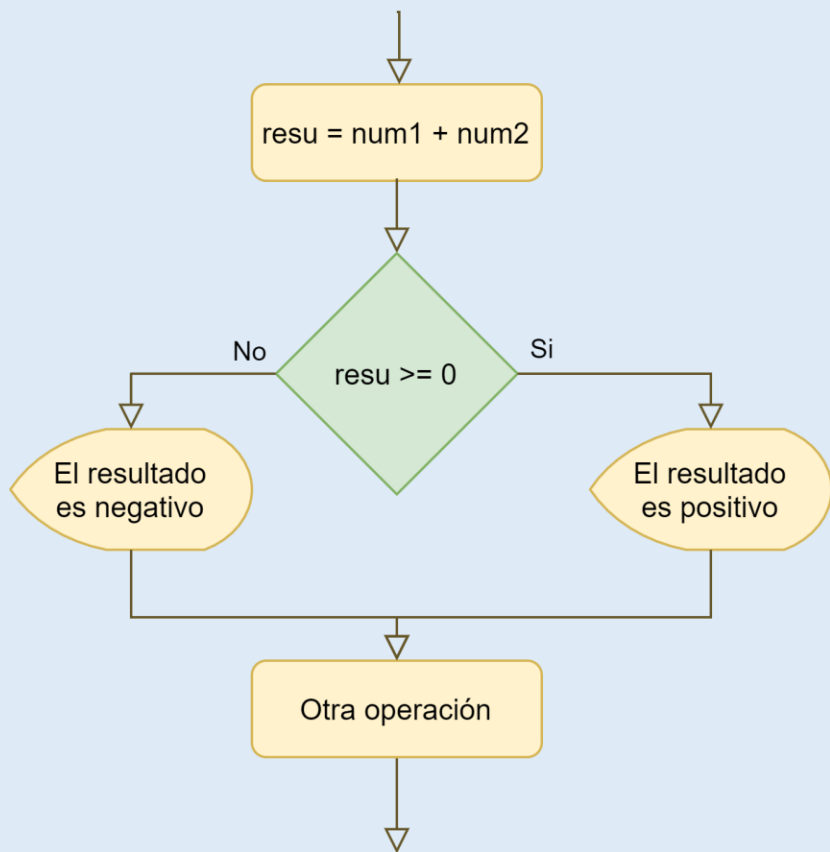 resu = num1 + num2
No
Si
resu >= 0
El resultado
es negativo
El resultado
es positivo
Otra operación